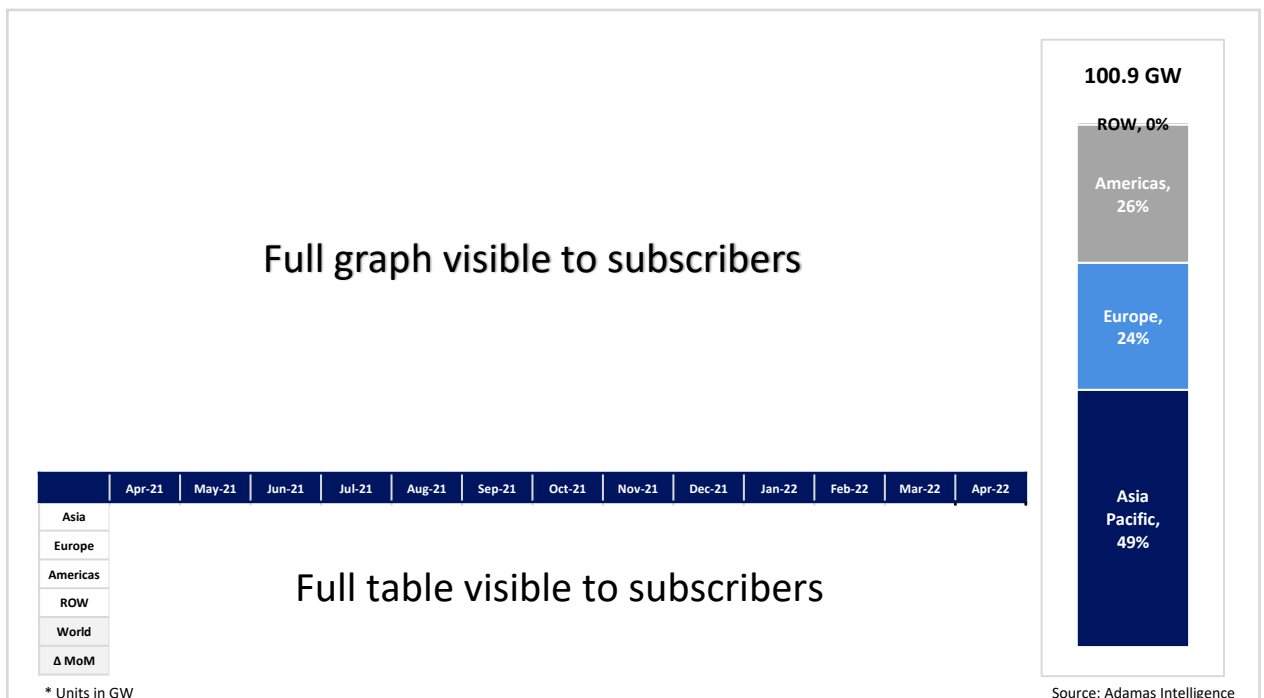 100.9 GW
ROW, 0%
Americas,
26%
Full graph visible to subscribers
Europe,
24%
Apr-21 May-21 Jun-21 Jul-21 Aug-21 Sep-21 Oct-21 Nov-21 Dec-21 Jan-22 Feb-22 Mar-22 Apr-22
Asia
Europe
Americas
ROW
World
Δ MoM
Full table visible to subscribers
Asia
Pacific,
49%
* Units in GW
Source: Adamas Intelligence